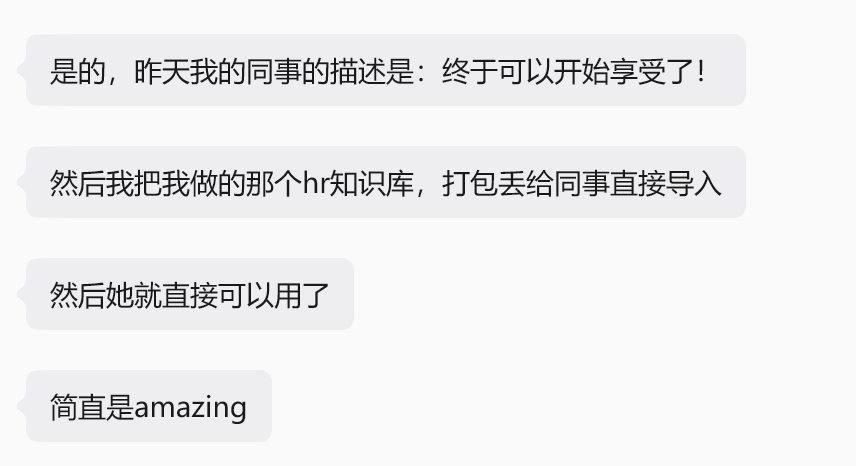 是的，昨天我的同事的描述是：终于可以开始享受了！
然后我把我做的那个hr知识库，打包丢给同事直接导入
然后她就直接可以用了
简直是amazing